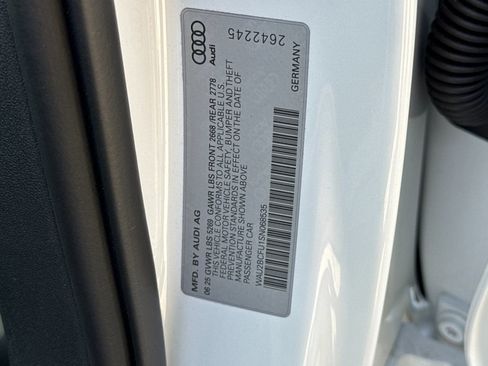 MFD. BY AUDI AG
06 25 GVWR LBS 5269 GAWR LBS FRONT 2668 /REAR 2778
THIS VEHICLE CONFORMS TO ALL APPLICABLE U.S.
FEDERAL MOTOR VEHICLE SAFETY, BUMPER AND THEFT
PREVENTION STANDARDS IN EFFECT ON THE DATE OF
MANUFACTURE SHOWN ABOVE
PASSENGER CAR
WAU2BCFU1SN068535
GERMANY
Audi
2642245